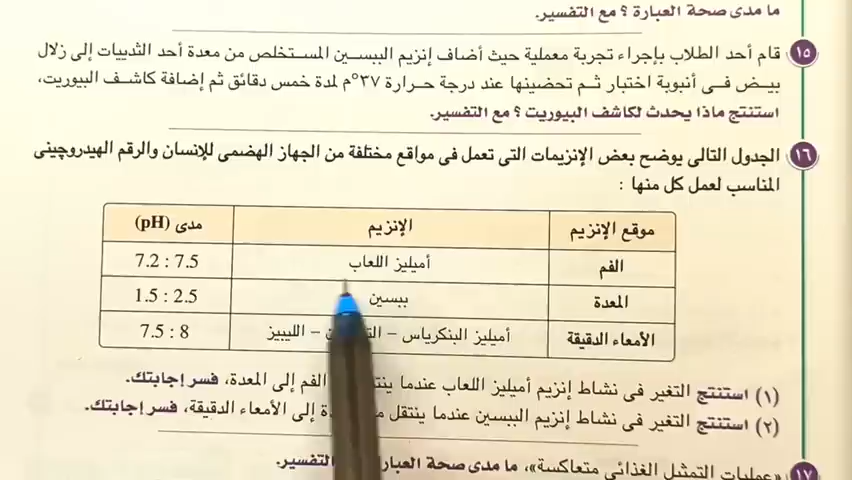 ما مدى صحة العبارة ؟ مع التفسير.
١٥ قام أحد الطلاب بإجراء تجربة معملية حيث أضاف إنزيم الببسين المستخلص من معدة أحد الثدييات إلى زلال
بيض فى أنبوبة اختبار ثم تحضينها عند درجة حرارة ٣٧°م لمدة خمس دقائق ثم إضافة كاشف البيوريت،
استنتج ماذا يحدث لكاشف البيوريت ؟ مع التفسير.
١٦ الجدول التالى يوضح بعض الإنزيمات التى تعمل فى مواقع مختلفة من الجهاز الهضمى للإنسان والرقم الهيدروچينى
المناسب لعمل كل منها :
موقع الإنزيم الإنزيم مدى (pH)
الفم أميليز اللعاب 7.2 : 7.5
المعدة ببسين 1.5 : 2.5
الأمعاء الدقيقة أميليز البنكرياس – – الليبيز 7.5 : 8
(١) استنتج التغير فى نشاط إنزيم أميليز اللعاب عندما الفم إلى المعدة، فسر إجابتك.
(٢) استنتج التغير فى نشاط إنزيم الببسين عندما ينتقل إلى الأمعاء الدقيقة، فسر إجابتك.
١٧ «عمليات التمثيل الغذائى متعاكسة»، ما مدى صحة التفسير.